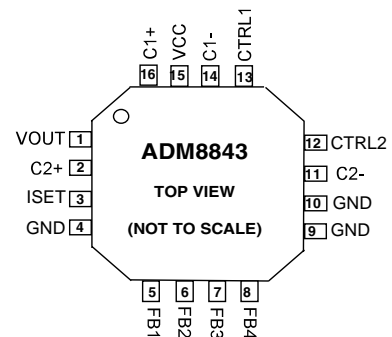 C1+
VCC
C1-
CTRL1
16
15
14
13
VOUT 1
C2+ 2
ISET 3
GND 4
ADM8843
TOP VIEW
(NOT TO SCALE)
12 CTRL2
11 C2-
10 GND
9 GND
5
6
7
8
FB1
FB2
FB3
FB4